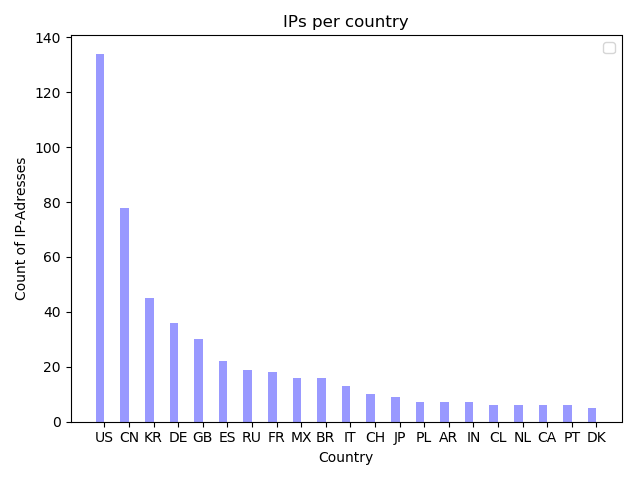 IPs per country
140
120
100
80
60
40
20
0
Count of IP-Adresses
US CN KR DE GB ES RU FR MX BR IT CH JP PL AR IN CL NL CA PT DK
Country